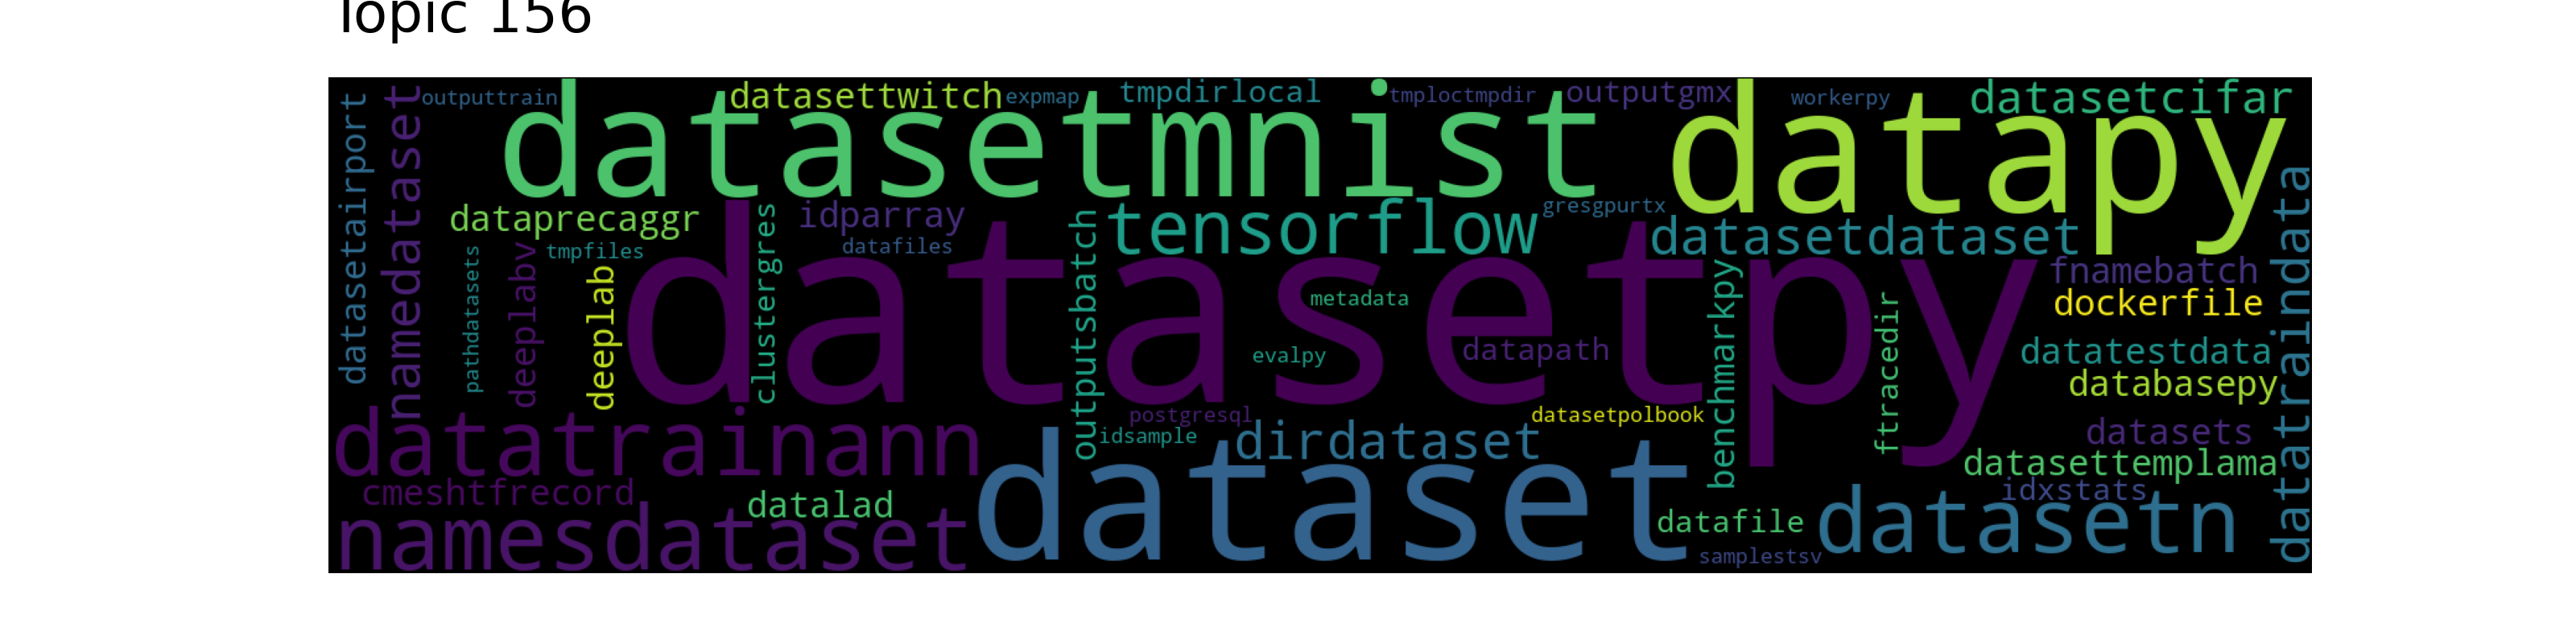 Topic 156
outputtrain
datasettwitch
expmap
tmpdirlocal
tmploctmpdir
outputgmx
workerpy
datasetcifar
datasetairport
namedataset
datasetmnist
datapy
dataprecaggr
idparray
tensorflow
gresgpurtx
datasetdataset
datatraindata
tmpfiles
datafiles
pathdatasets
deeplabv
deeplab
clustergres
datasetpy
outputsbatch
metadata
evalpy
datapath
benchmarkpy
ftracedir
fnamebatch
dockerfile
datatestdata
databasepy
postgresql
datasetpolbook
datatrainann
idsample
dirdataset
datasets
datasettemplama
cmeshtfrecord
datalad
namesdataset
dataset
datafile
samplestsv
idxstats
datasetn